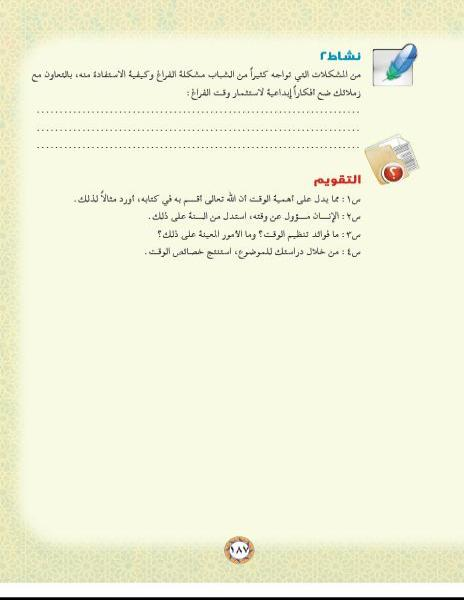 نشاط٢
من المشكلات التي تواجه كثيراً من الشباب مشكلة الفراغ وكيفية الاستفادة منه، بالتعاون مع
زملائك ضع أفكاراً إبداعية لاستثمار وقت الفراغ:
................................................................
................................................................
................................................................
؟
التقويم
س١: مما يدل على أهمية الوقت أن الله تعالى أقسم به في كتابه، أورد مثالاً لذلك.
س٢: الإنسان مسؤول عن وقته، استدل من السنة على ذلك.
س٣: ما فوائد تنظيم الوقت؟ وما الأمور المعينة على ذلك؟
س٤: من خلال دراستك للموضوع، استنتج خصائص الوقت.
١٨٧